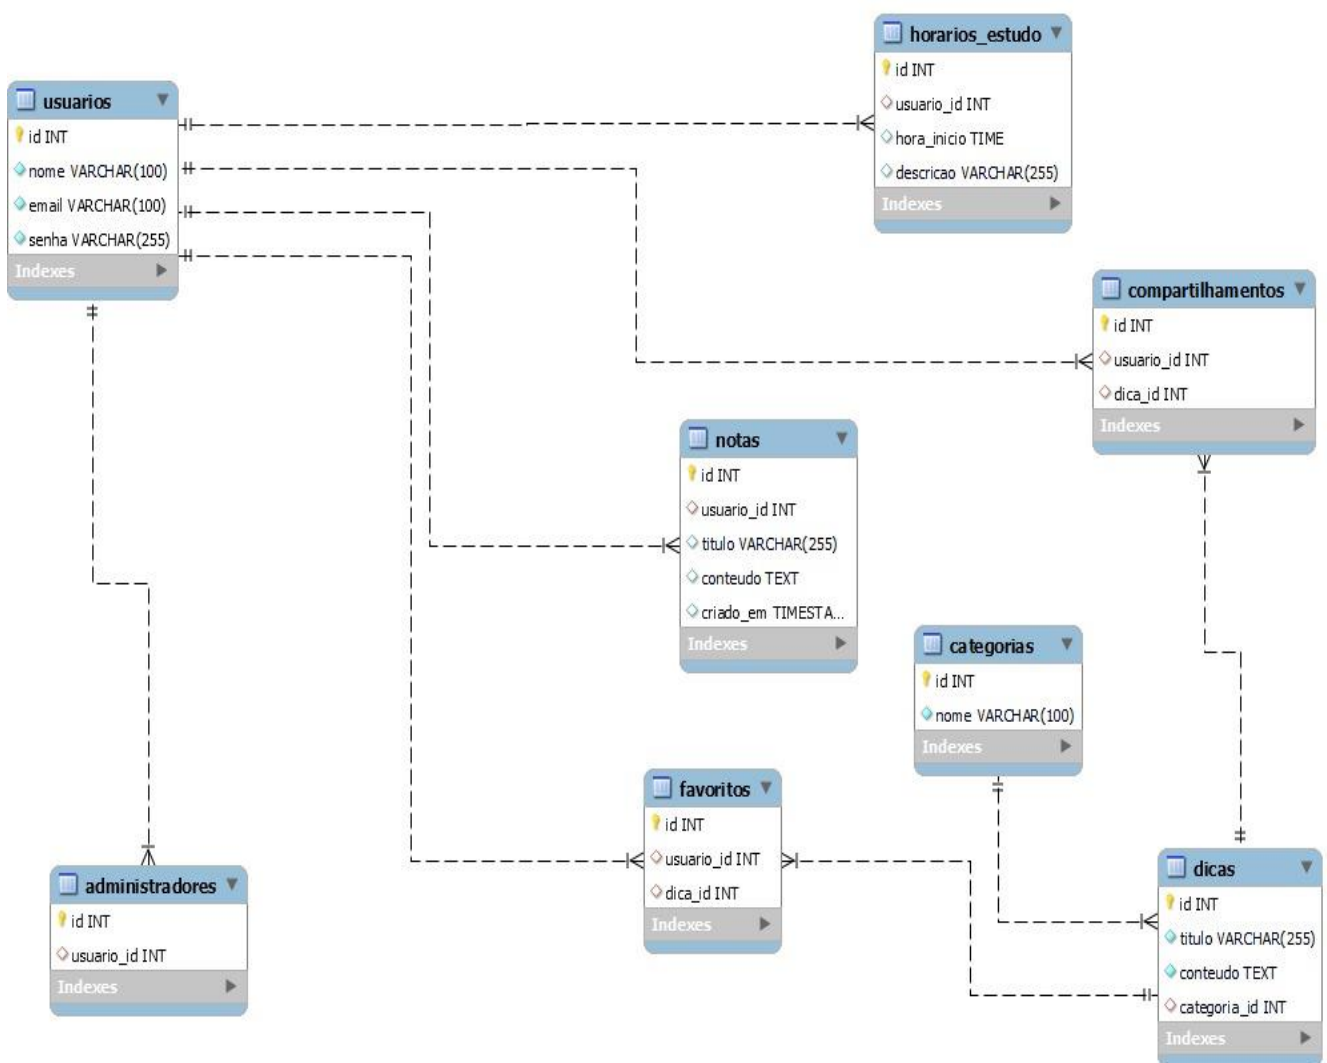 horarios_estudo
id INT
usuario_id INT
hora_inicio TIME
descricao VARCHAR(255)
Indexes
usuarios
id INT
nome VARCHAR(100)
email VARCHAR(100)
senha VARCHAR(255)
Indexes
compartilhamentos
id INT
usuario_id INT
dica_id INT
Indexes
notas
id INT
usuario_id INT
titulo VARCHAR(255)
conteudo TEXT
criado_em TIMESTA...
Indexes
categorias
id INT
nome VARCHAR(100)
Indexes
favoritos
id INT
usuario_id INT
dica_id INT
Indexes
administradores
id INT
usuario_id INT
Indexes
dicas
id INT
titulo VARCHAR(255)
conteudo TEXT
categoria_id INT
Indexes